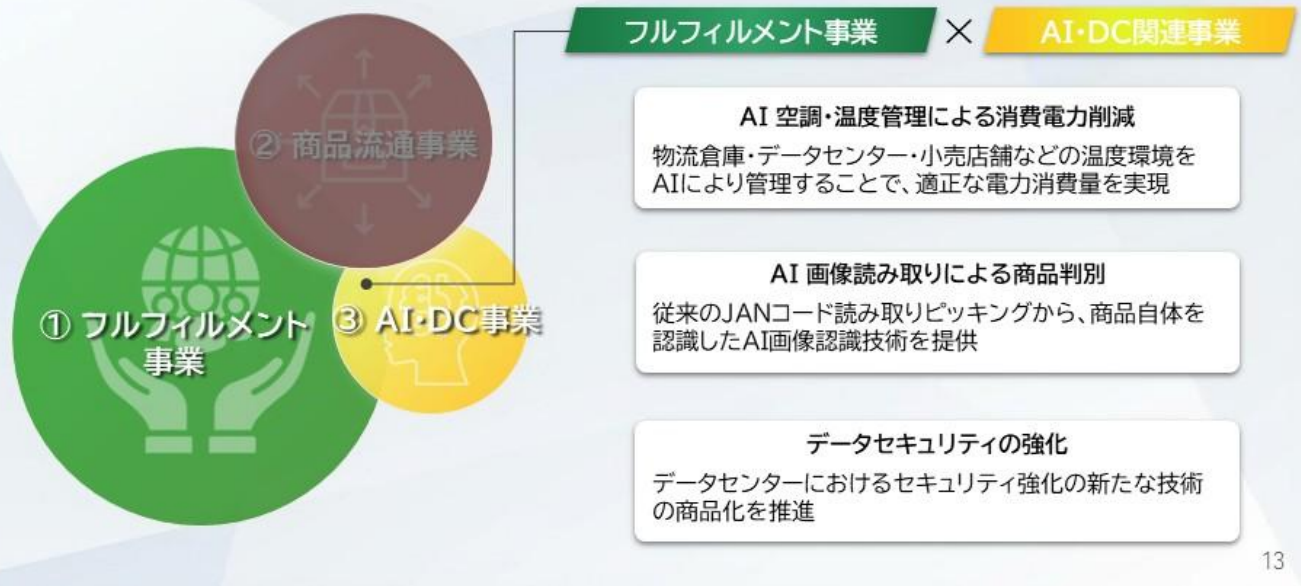 フルフィルメント事業 × AI・DC関連事業
② 商品流通事業
① フルフィルメント
事業
③ AI・DC事業
AI 空調・温度管理による消費電力削減
物流倉庫・データセンター・小売店舗などの温度環境を
AIにより管理することで、適正な電力消費量を実現
AI 画像読み取りによる商品判別
従来のJANコード読み取りピッキングから、商品自体を
認識したAI画像認識技術を提供
データセキュリティの強化
データセンターにおけるセキュリティ強化の新たな技術
の商品化を推進
13